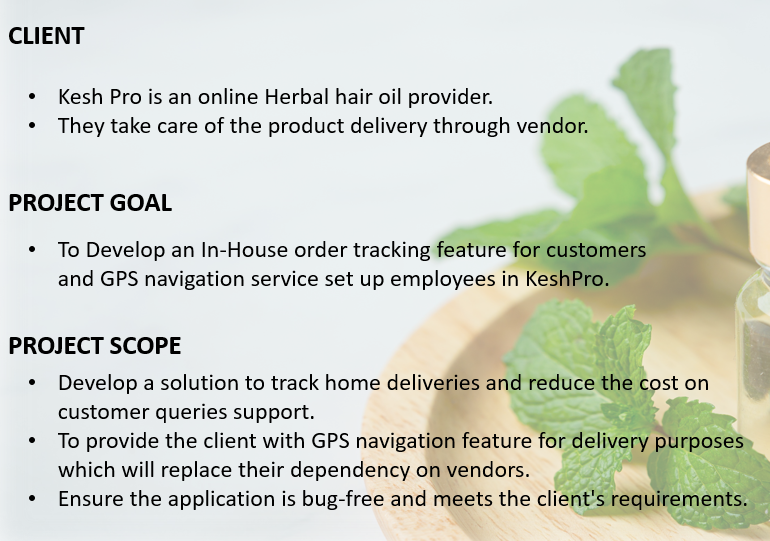 CLIENT
• Kesh Pro is an online Herbal hair oil provider.
• They take care of the product delivery through vendor.
PROJECT GOAL
• To Develop an In-House order tracking feature for customers
and GPS navigation service set up employees in KeshPro.
PROJECT SCOPE
• Develop a solution to track home deliveries and reduce the cost on
customer queries support.
• To provide the client with GPS navigation feature for delivery purposes
which will replace their dependency on vendors.
• Ensure the application is bug-free and meets the client's requirements.